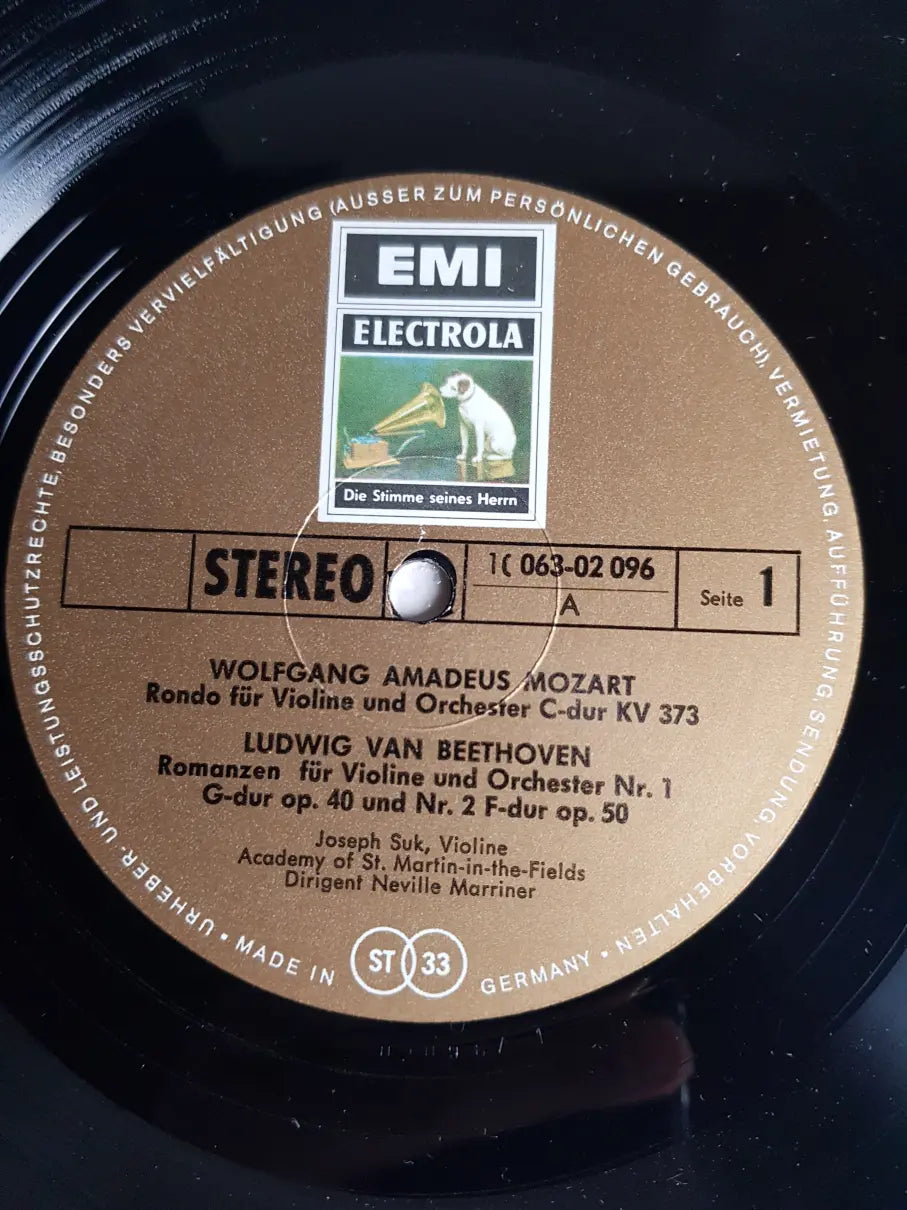 EMI
ELECTROLA
Die Stimme seines Herrn
STEREO
1C 063-02 096
A
Seite 1
WOLFGANG AMADEUS MOZART
Rondo für Violine und Orchester C-dur KV 373
LUDWIG VAN BEETHOVEN
Romanzen für Violine und Orchester Nr. 1
G-dur op. 40 und Nr. 2 F-dur op. 50
Joseph Suk, Violine
Academy of St. Martin-in-the-Fields
Dirigent Neville Marriner
URHEBER- UND LEISTUNGSSCHUTZRECHTE, BESONDERS VERVIELFÄLTIGUNG (AUSSER ZUM PERSÖNLICHEN GEBRAUCH), VERMIETUNG, AUFFÜHRUNG, SENDUNG, VORBEHALTEN •
MADE IN ST 33 GERMANY •